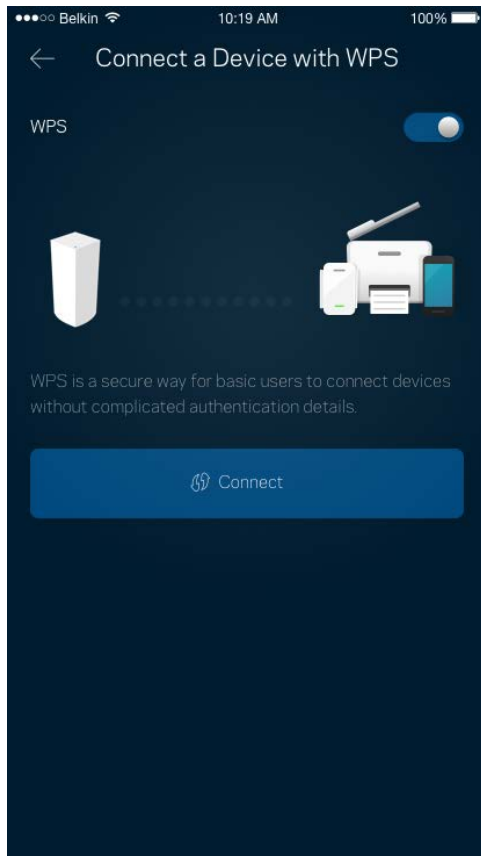 Belkin 10:19 AM 100%
Connect a Device with WPS
WPS
WPS is a secure way for basic users to connect devices
without complicated authentication details.
Connect